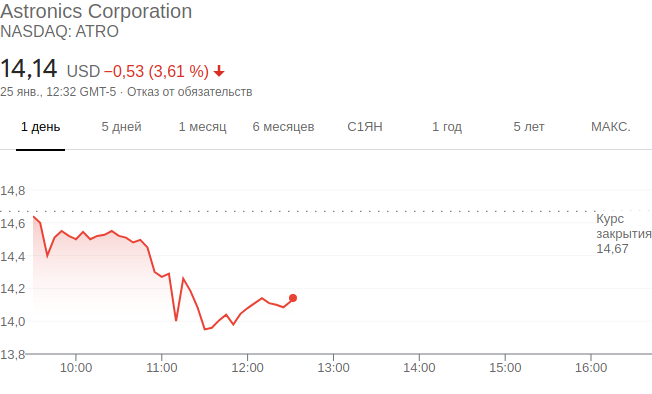 Astronics Corporation
NASDAQ: ATRO
14,14 USD −0,53 (3,61 %)
25 янв., 12:32 GMT-5 · Отказ от обязательств
1 день 5 дней 1 месяц 6 месяцев С1ЯН 1 год 5 лет МАКС.
14,8
14,6
Курс
закрытия
14,67
14,4
14,2
14,0
13,8
10:00 11:00 12:00 13:00 14:00 15:00 16:00